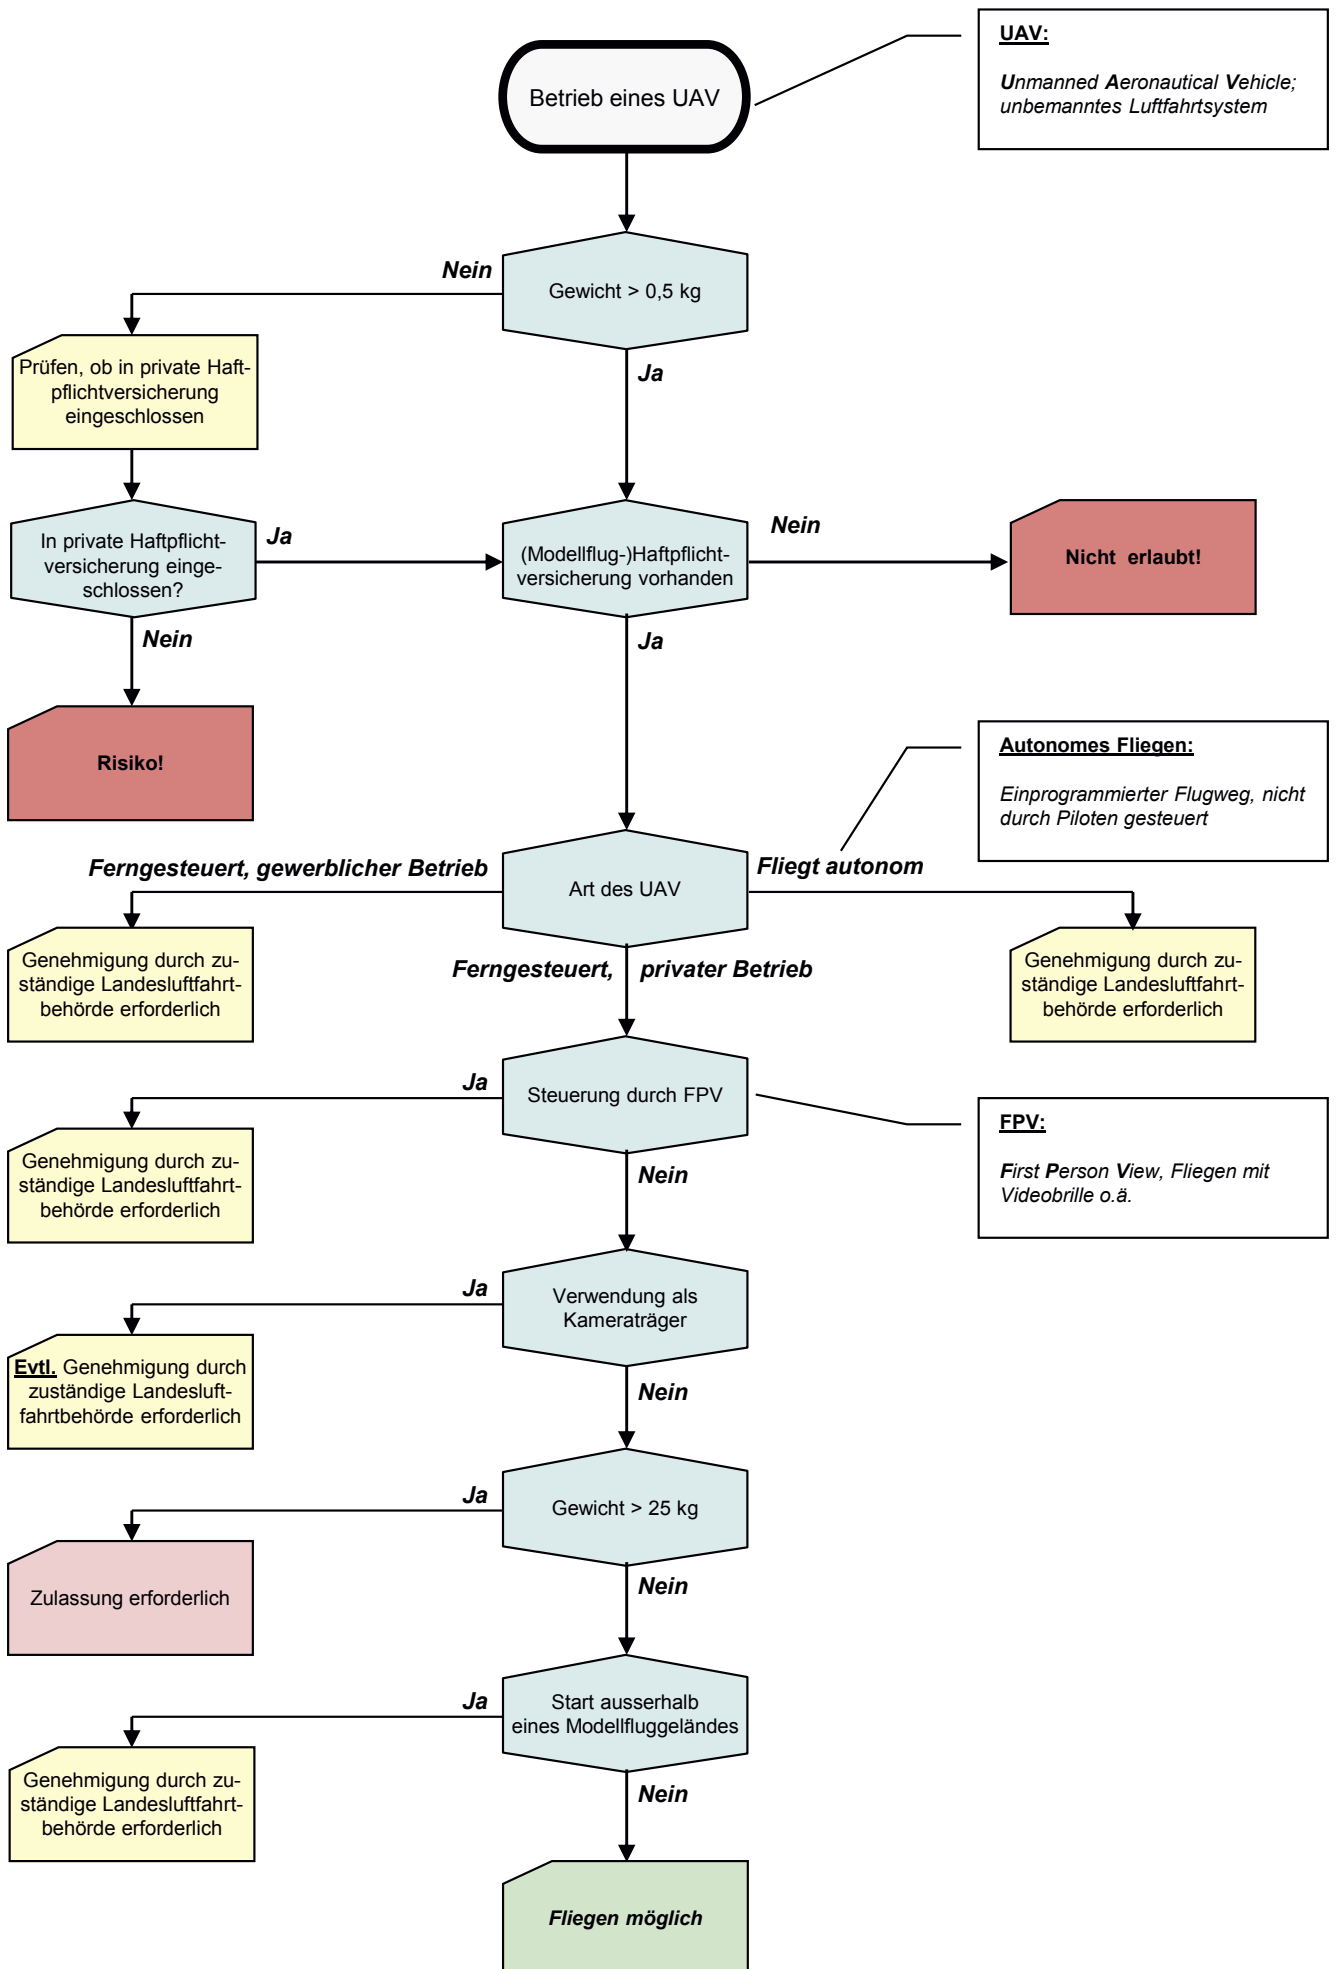 UAV:
Unmanned Aeronautical Vehicle;
unbemanntes Luftfahrtsystem
Betrieb eines UAV
Nein
Gewicht > 0,5 kg
Prüfen, ob in private Haft-
pflichtversicherung
eingeschlossen
Ja
In private Haftpflicht-
versicherung einge-
schlossen?
Ja
(Modellflug-)Haftpflicht-
versicherung vorhanden
Nein
Nicht erlaubt!
Nein
Ja
Risiko!
Autonomes Fliegen:
Einprogrammierter Flugweg, nicht
durch Piloten gesteuert
Ferngesteuert, gewerblicher Betrieb
Art des UAV
Fliegt autonom
Genehmigung durch zu-
ständige Landesluftfahrt-
behörde erforderlich
Ferngesteuert, privater Betrieb
Genehmigung durch zu-
ständige Landesluftfahrt-
behörde erforderlich
Ja
Steuerung durch FPV
FPV:
First Person View, Fliegen mit
Videobrille o.ä.
Genehmigung durch zu-
ständige Landesluftfahrt-
behörde erforderlich
Nein
Ja
Verwendung als
Kameraträger
Evtl. Genehmigung durch
zuständige Landesluft-
fahrtbehörde erforderlich
Nein
Ja
Gewicht > 25 kg
Zulassung erforderlich
Nein
Ja
Start ausserhalb
eines Modellfluggeländes
Genehmigung durch zu-
ständige Landesluftfahrt-
behörde erforderlich
Nein
Fliegen möglich